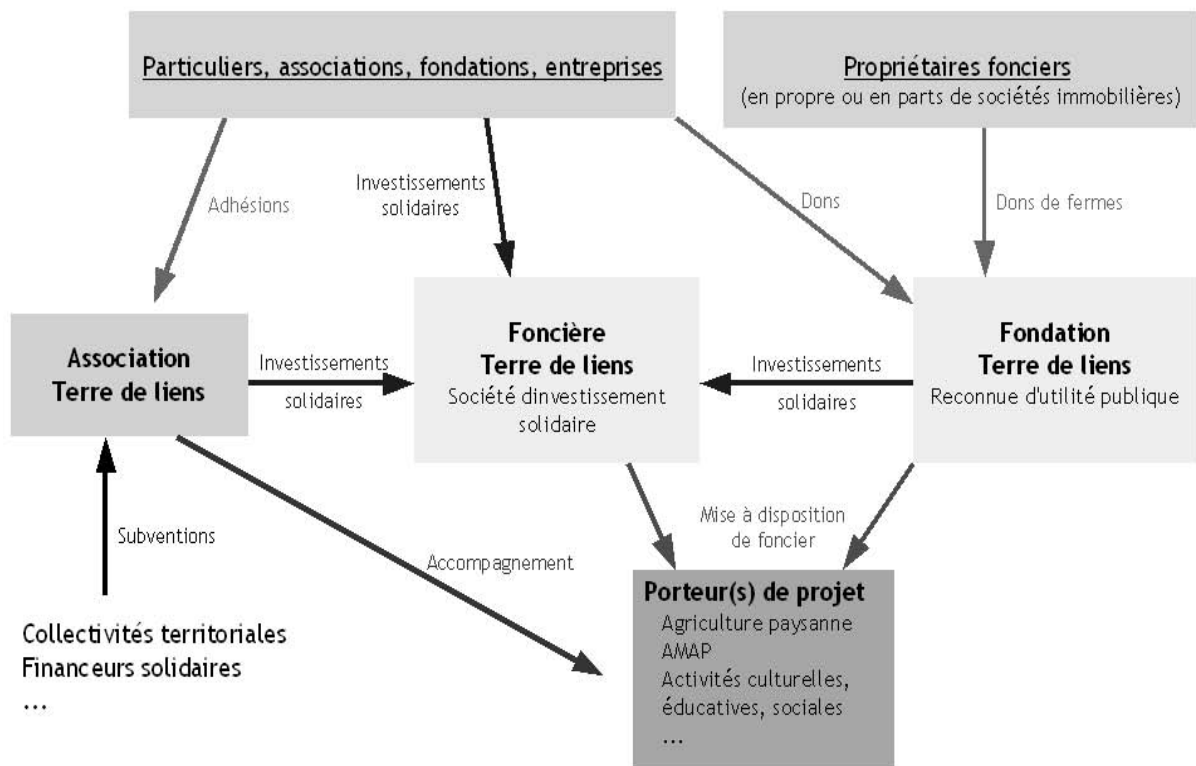 Particuliers, associations, fondations, entreprises
Propriétaires fonciers
(en propre ou en parts de sociétés immobilières)
Adhésions
Investissements
solidaires
Dons
Dons de fermes
Association
Terre de liens
Investissements
solidaires
Foncière
Terre de liens
Société dinvestissement
solidaire
Investissements
solidaires
Fondation
Terre de liens
Reconnue d'utilité publique
Subventions
Accompagnement
Mise à disposition
de foncier
Collectivités territoriales
Financeurs solidaires
...
Porteur(s) de projet
Agriculture paysanne
AMAP
Activités culturelles,
éducatives, sociales
...